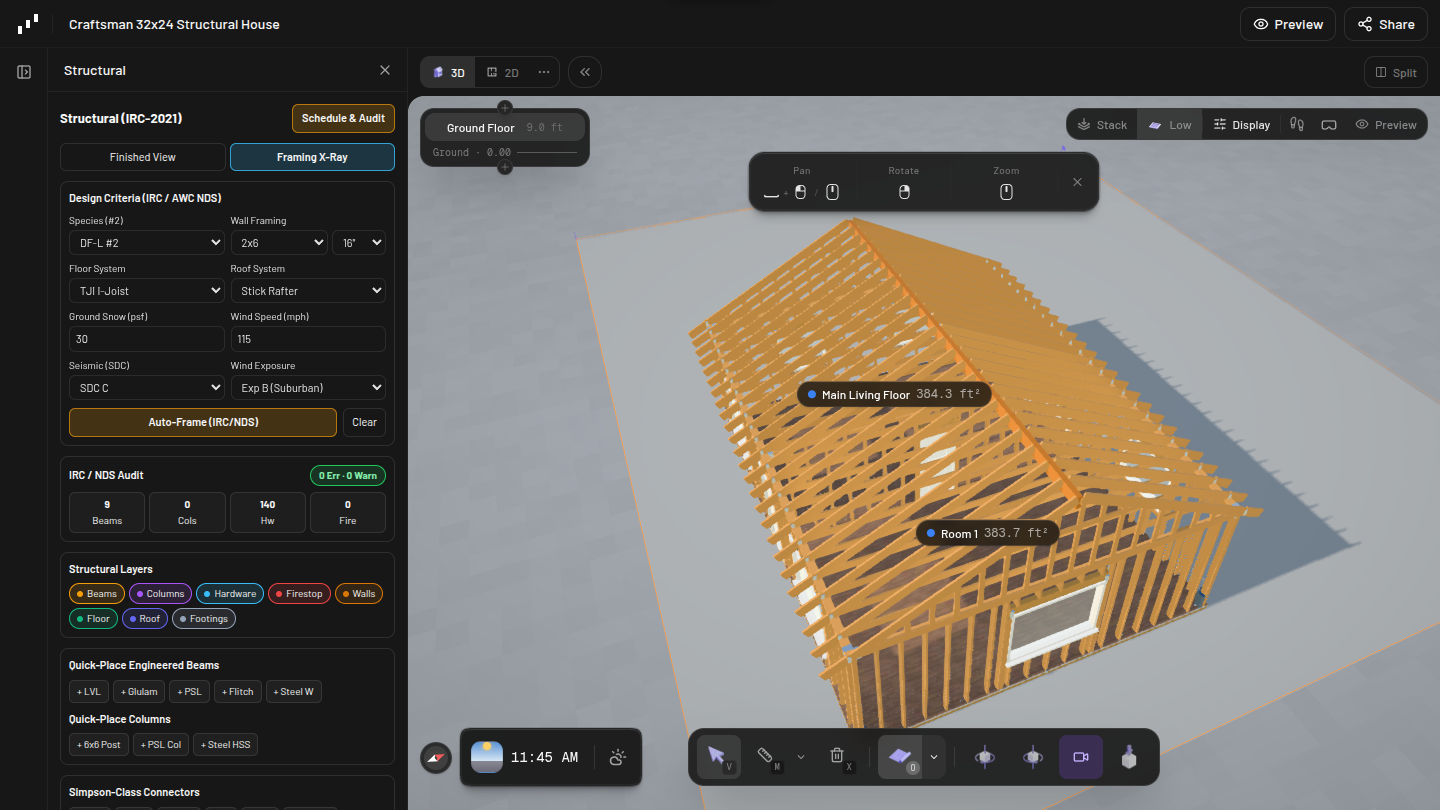 Craftsman 32x24 Structural House
Preview
Share
Structural
3D
2D
Split
Structural (IRC-2021)
Schedule & Audit
Finished View
Framing X-Ray
Design Criteria (IRC / AWC NDS)
Species (#2)
Wall Framing
DF-L #2
2x6
16"
Floor System
Roof System
TJI I-Joist
Stick Rafter
Ground Snow (psf)
Wind Speed (mph)
30
115
Seismic (SDC)
Wind Exposure
SDC C
Exp B (Suburban)
Auto-Frame (IRC/NDS)
Clear
IRC / NDS Audit
0 Err · 0 Warn
9
0
140
0
Beams
Cols
Hw
Fire
Structural Layers
Beams
Columns
Hardware
Firestop
Walls
Floor
Roof
Footings
Quick-Place Engineered Beams
+ LVL
+ Glulam
+ PSL
+ Flitch
+ Steel W
Quick-Place Columns
+ 6x6 Post
+ PSL Col
+ Steel HSS
Simpson-Class Connectors
Ground Floor
9.0 ft
Ground · 0.00
Stack
Low
Display
Preview
Pan
Rotate
Zoom
+
/
Main Living Floor 384.3 ft²
Room 1 383.7 ft²
11:45 AM
V
M
X
0